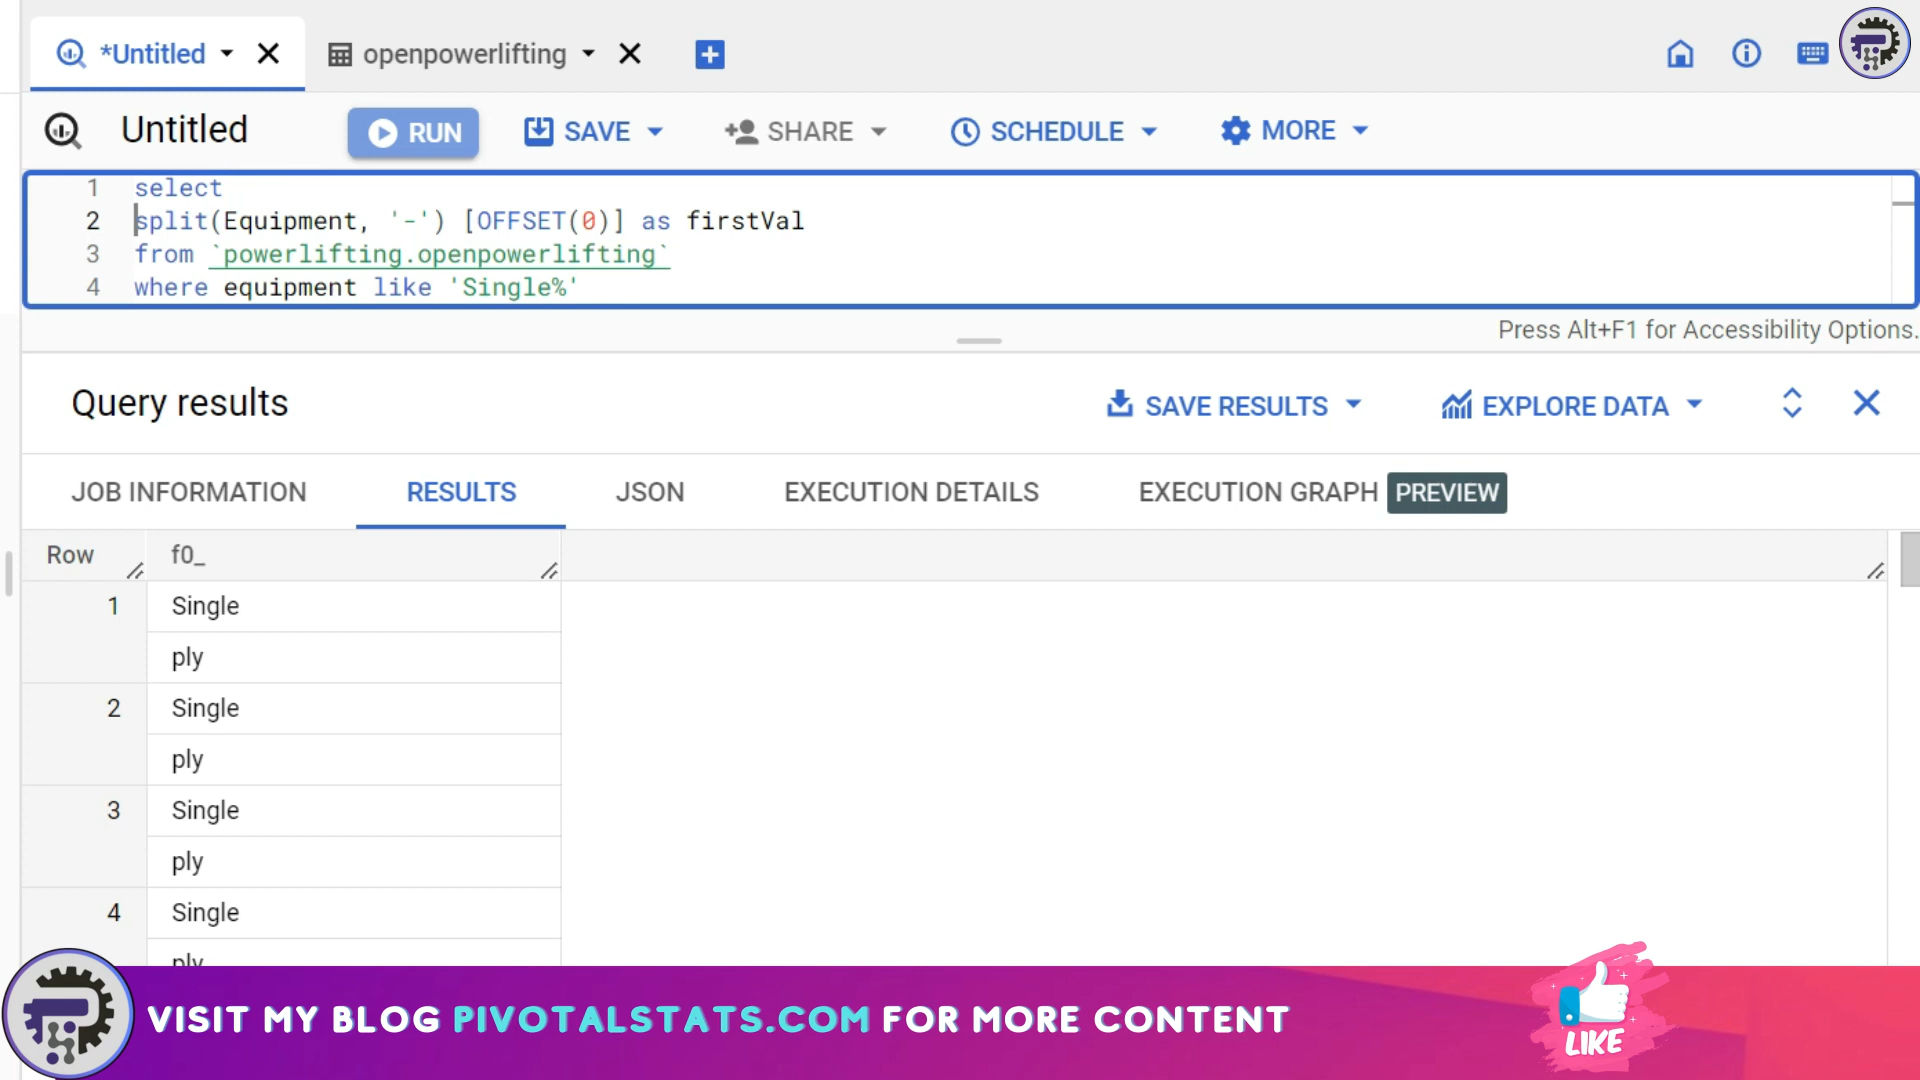 *Untitled
openpowerlifting
Untitled
RUN
SAVE
SHARE
SCHEDULE
MORE
1 select
2 split(Equipment, '-') [OFFSET(0)] as firstVal
3 from `powerlifting.openpowerlifting`
4 where equipment like 'Single%'
Press Alt+F1 for Accessibility Options.
Query results
SAVE RESULTS
EXPLORE DATA
JOB INFORMATION
RESULTS
JSON
EXECUTION DETAILS
EXECUTION GRAPH
PREVIEW
Row f0_
1 Single
ply
2 Single
ply
3 Single
ply
4 Single
ply
VISIT MY BLOG PIVOTALSTATS.COM FOR MORE CONTENT
LIKE